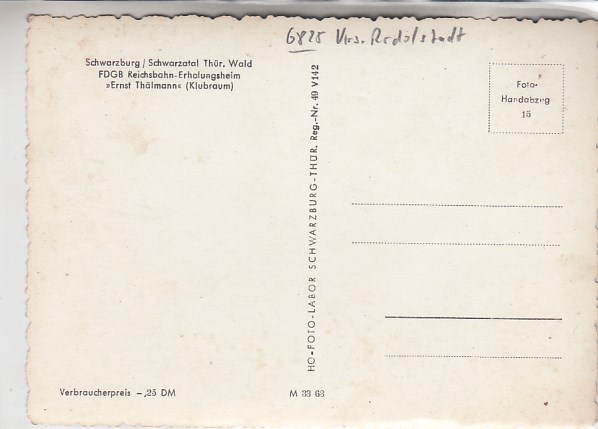 6825 Krs. Rudolstadt
Schwarzburg / Schwarzatal Thür. Wald
FDGB Reichsbahn-Erholungsheim
»Ernst Thälmann« (Klubraum)
Foto-
Handabzug
15
HO-FOTO-LABOR SCHWARZBURG-THÜR. Reg.-Nr. 49 V142
Verbraucherpreis –,25 DM
M 33 63